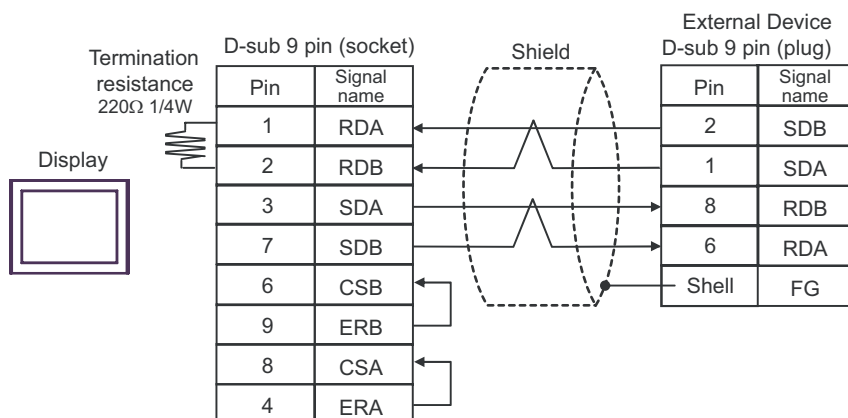 External Device
D-sub 9 pin (socket)
Shield
D-sub 9 pin (plug)
Termination
resistance
220Ω 1/4W
Display
Pin Signal name
1 RDA
2 RDB
3 SDA
7 SDB
6 CSB
9 ERB
8 CSA
4 ERA
Pin Signal name
2 SDB
1 SDA
8 RDB
6 RDA
Shell FG